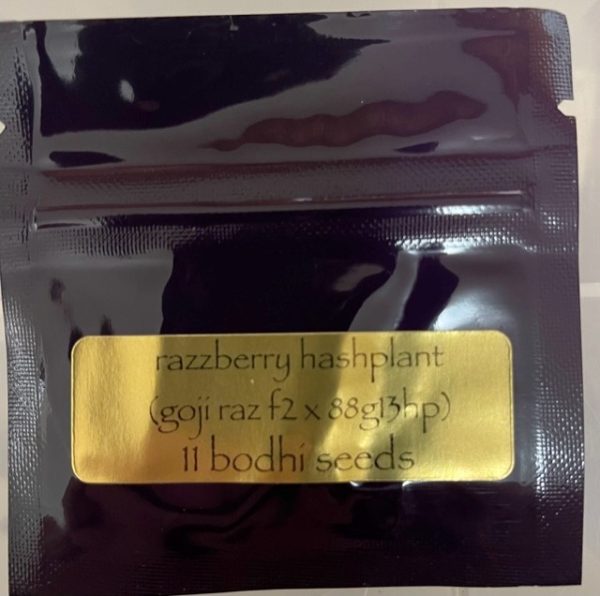 razzberry hashplant
(goji raz f2 x 88g13hp)
11 bodhi seeds